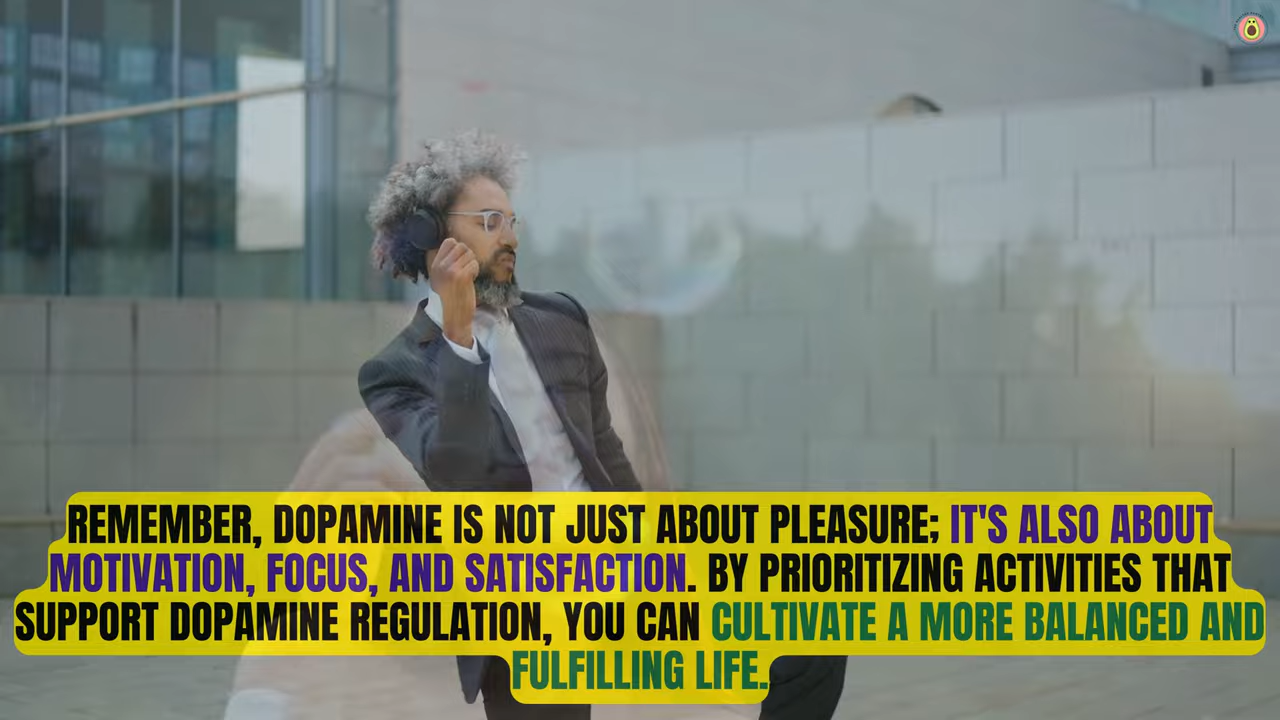 REMEMBER, DOPAMINE IS NOT JUST ABOUT PLEASURE; IT'S ALSO ABOUT
MOTIVATION, FOCUS, AND SATISFACTION. BY PRIORITIZING ACTIVITIES THAT
SUPPORT DOPAMINE REGULATION, YOU CAN CULTIVATE A MORE BALANCED AND
FULFILLING LIFE.